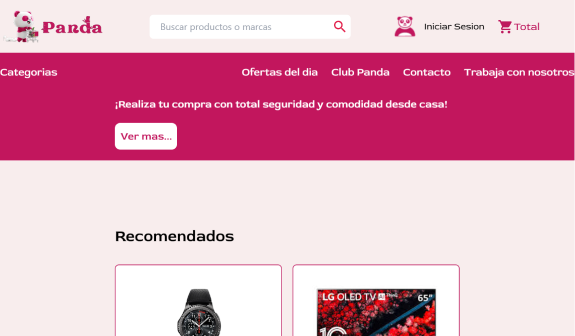 Panda
Buscar productos o marcas
Iniciar Sesion
Total
Categorias
Ofertas del dia
Club Panda
Contacto
Trabaja con nosotros
¡Realiza tu compra con total seguridad y comodidad desde casa!
Ver mas...
Recomendados
LG OLED TV
65"